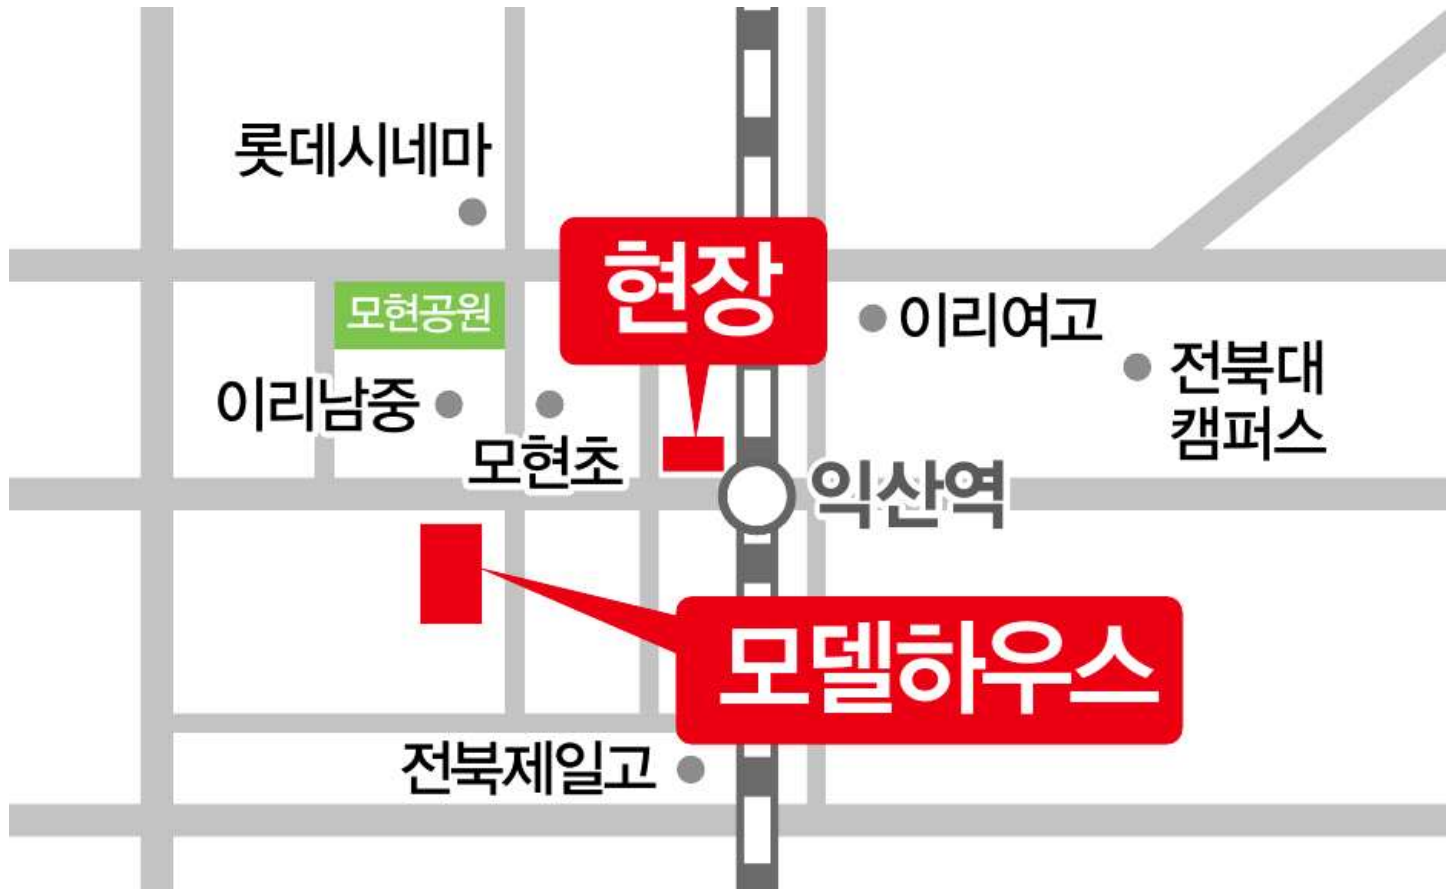 롯데시네마
현장
모현공원
이리여고
전북대
캠퍼스
이리남중
모현초
익산역
모델하우스
전북제일고